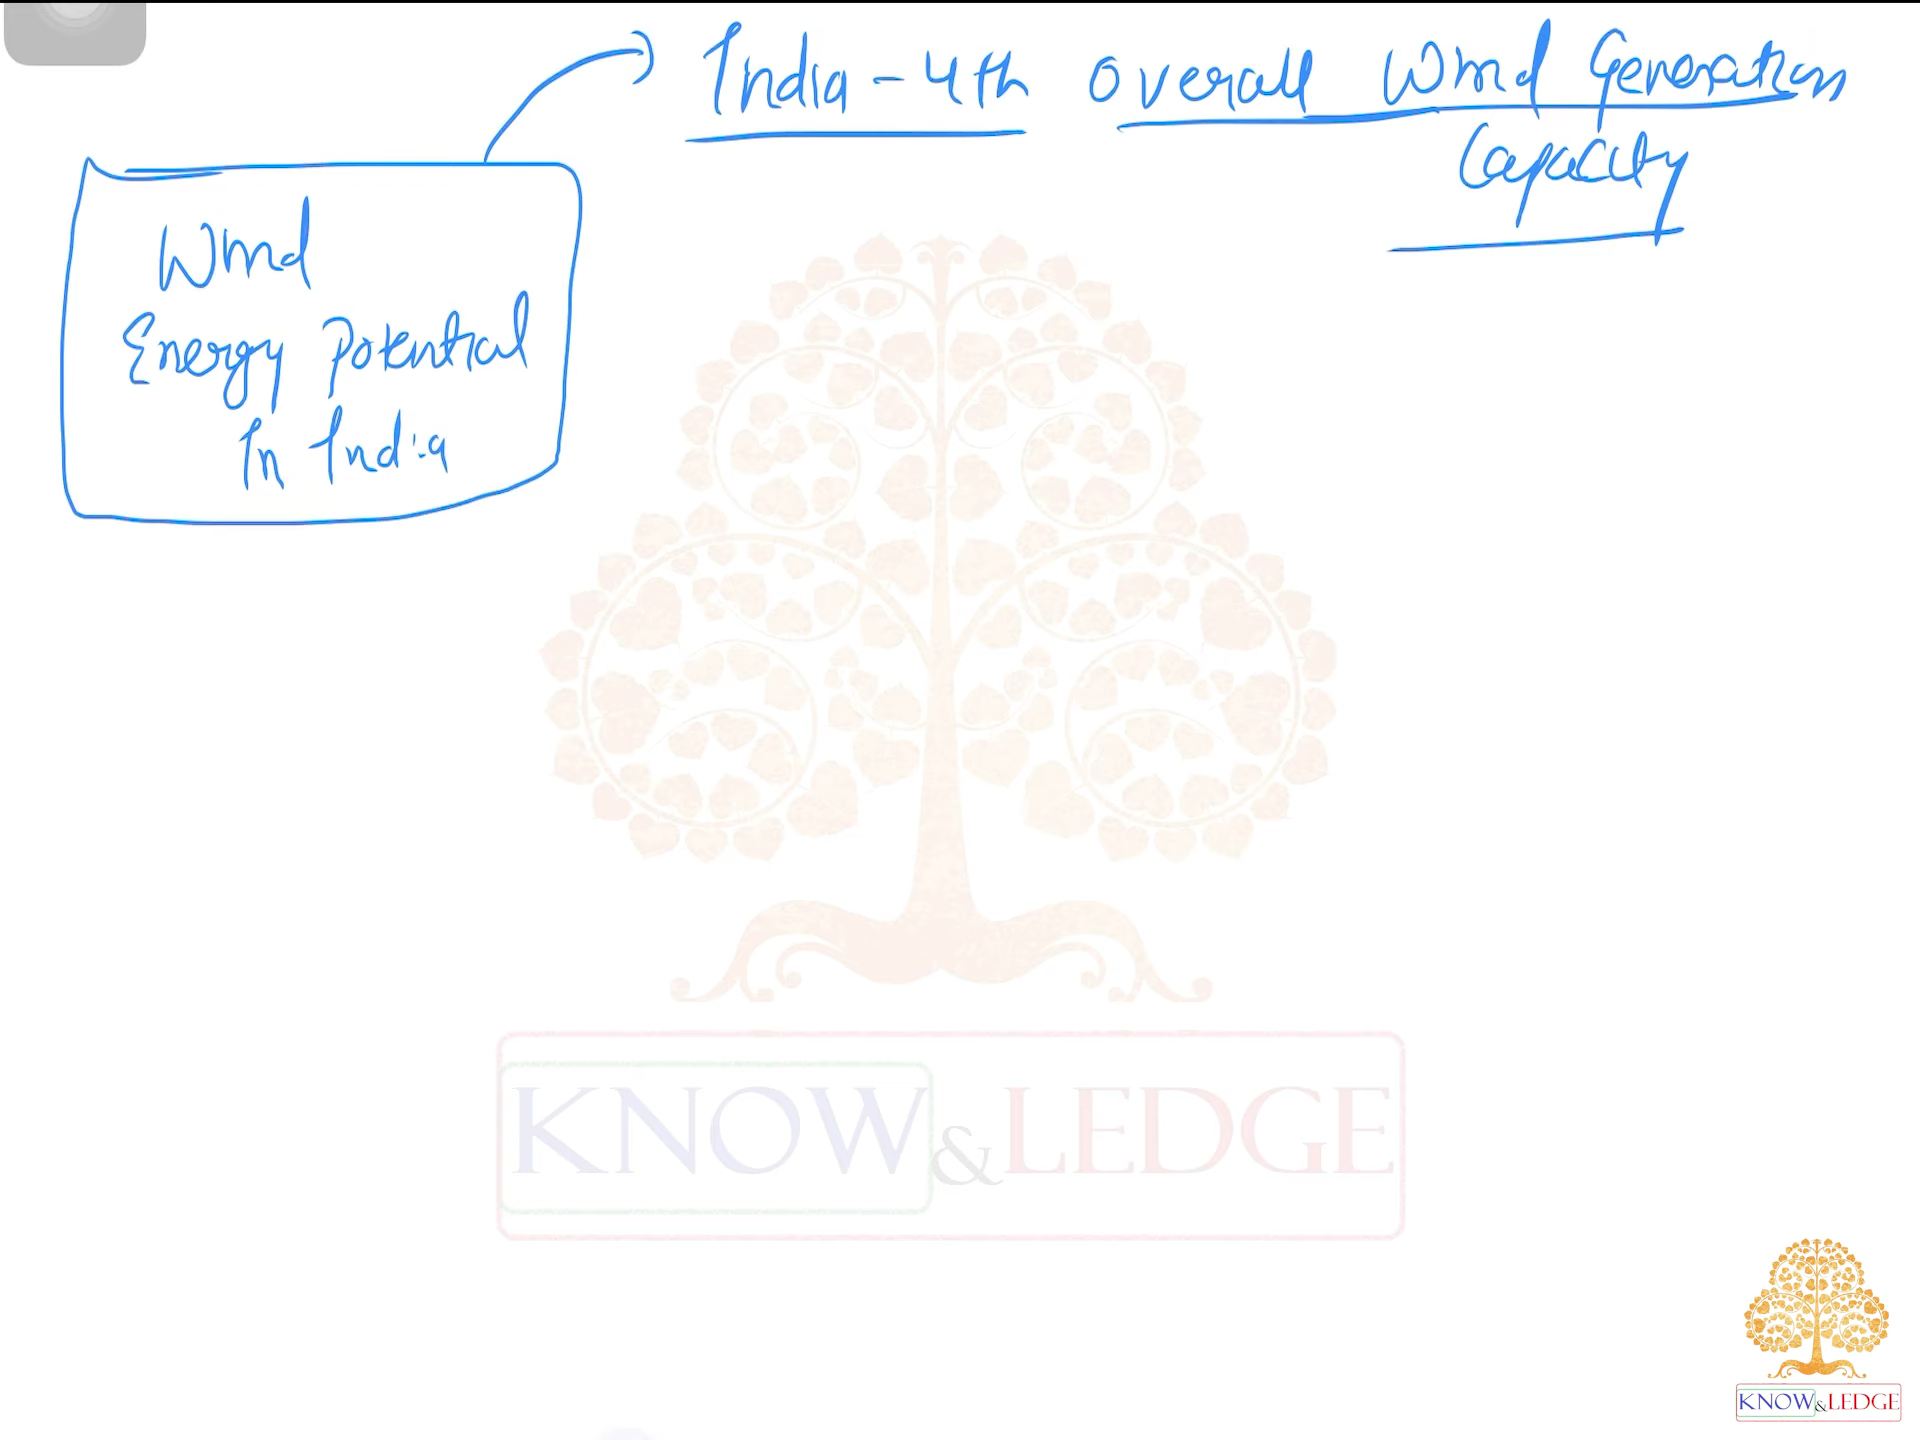 India - 4th Overall Wind Generation
Capacity
Wind
Energy Potential
In India
KNOW&LEDGE
KNOW&LEDGE